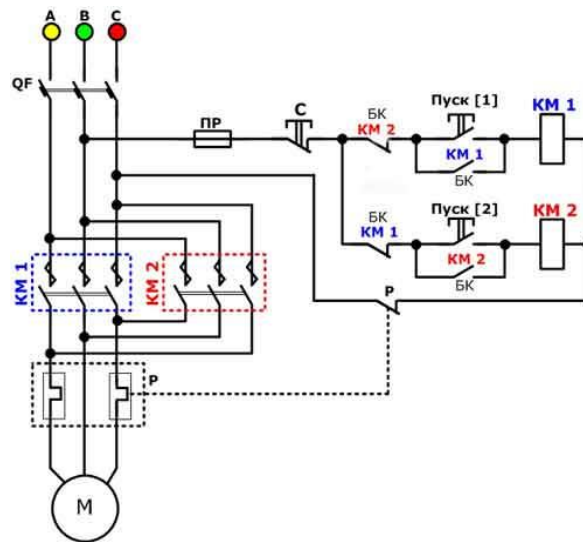 A B C
QF
ПР
C
БК
КМ 2
Пуск [1]
КМ 1
КМ 1
БК
БК
КМ 1
Пуск [2]
КМ 2
КМ 2
БК
КМ 1
КМ 2
Р
Р
М